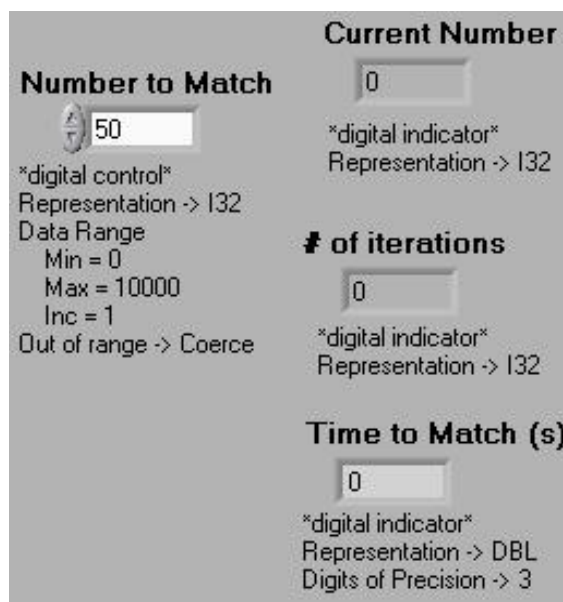 Number to Match
50
*digital control*
Representation -> I32
Data Range
Min = 0
Max = 10000
Inc = 1
Out of range -> Coerce
Current Number
0
*digital indicator*
Representation -> I32
# of iterations
0
*digital indicator*
Representation -> I32
Time to Match (s)
0
*digital indicator*
Representation -> DBL
Digits of Precision -> 3